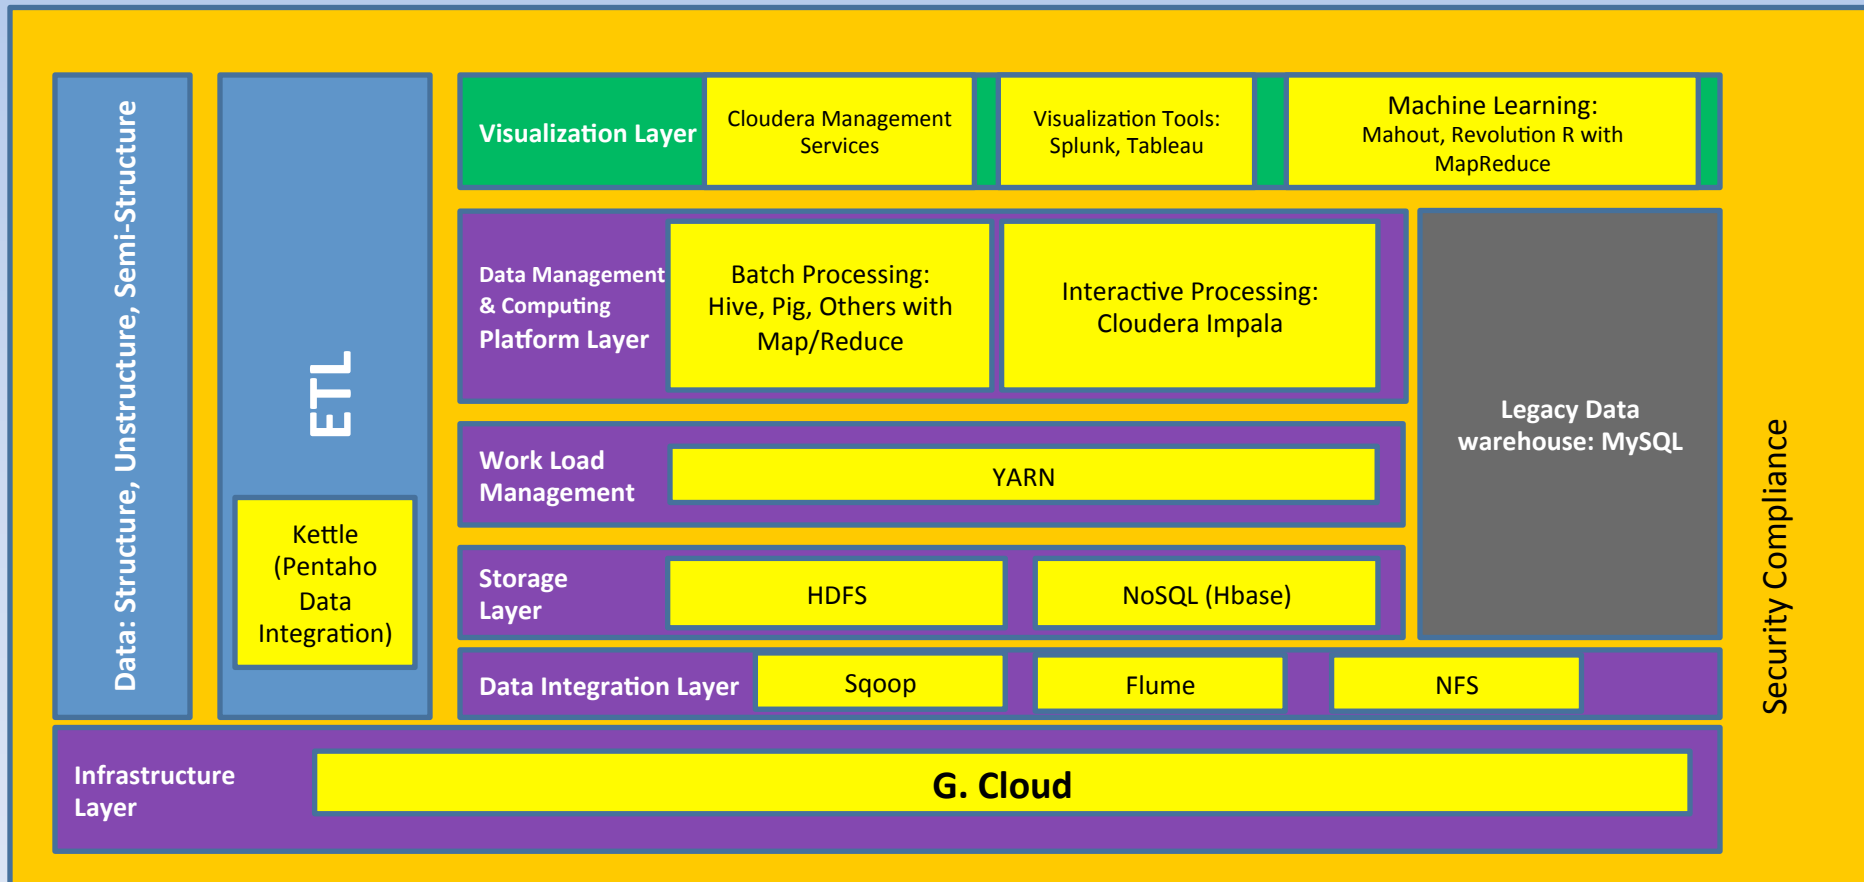 Data: Structure, Unstructure, Semi-Structure
ETL
Kettle
(Pentaho
Data
Integration)
Visualization Layer
Cloudera Management
Services
Visualization Tools:
Splunk, Tableau
Machine Learning:
Mahout, Revolution R with
MapReduce
Data Management
& Computing
Platform Layer
Batch Processing:
Hive, Pig, Others with
Map/Reduce
Interactive Processing:
Cloudera Impala
Legacy Data
warehouse: MySQL
Work Load
Management
YARN
Storage
Layer
HDFS
NoSQL (Hbase)
Data Integration Layer
Sqoop
Flume
NFS
Infrastructure
Layer
G. Cloud
Security Compliance